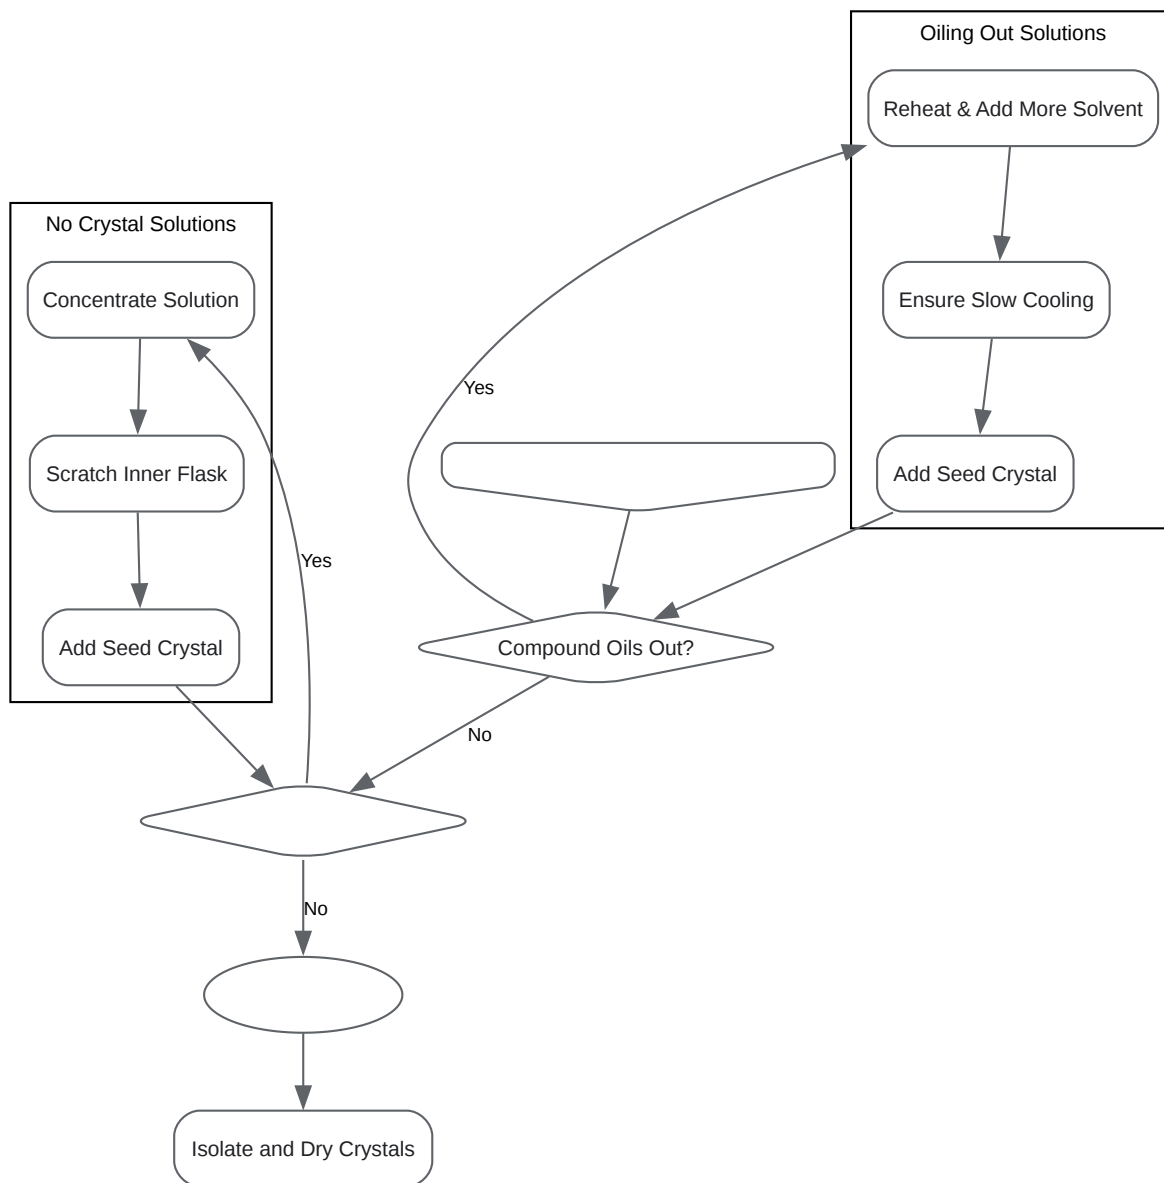 Oiling Out Solutions
Reheat & Add More Solvent
No Crystal Solutions
Concentrate Solution
Ensure Slow Cooling
Yes
Scratch Inner Flask
Add Seed Crystal
Yes
Add Seed Crystal
Compound Oils Out?
No
No
Isolate and Dry Crystals